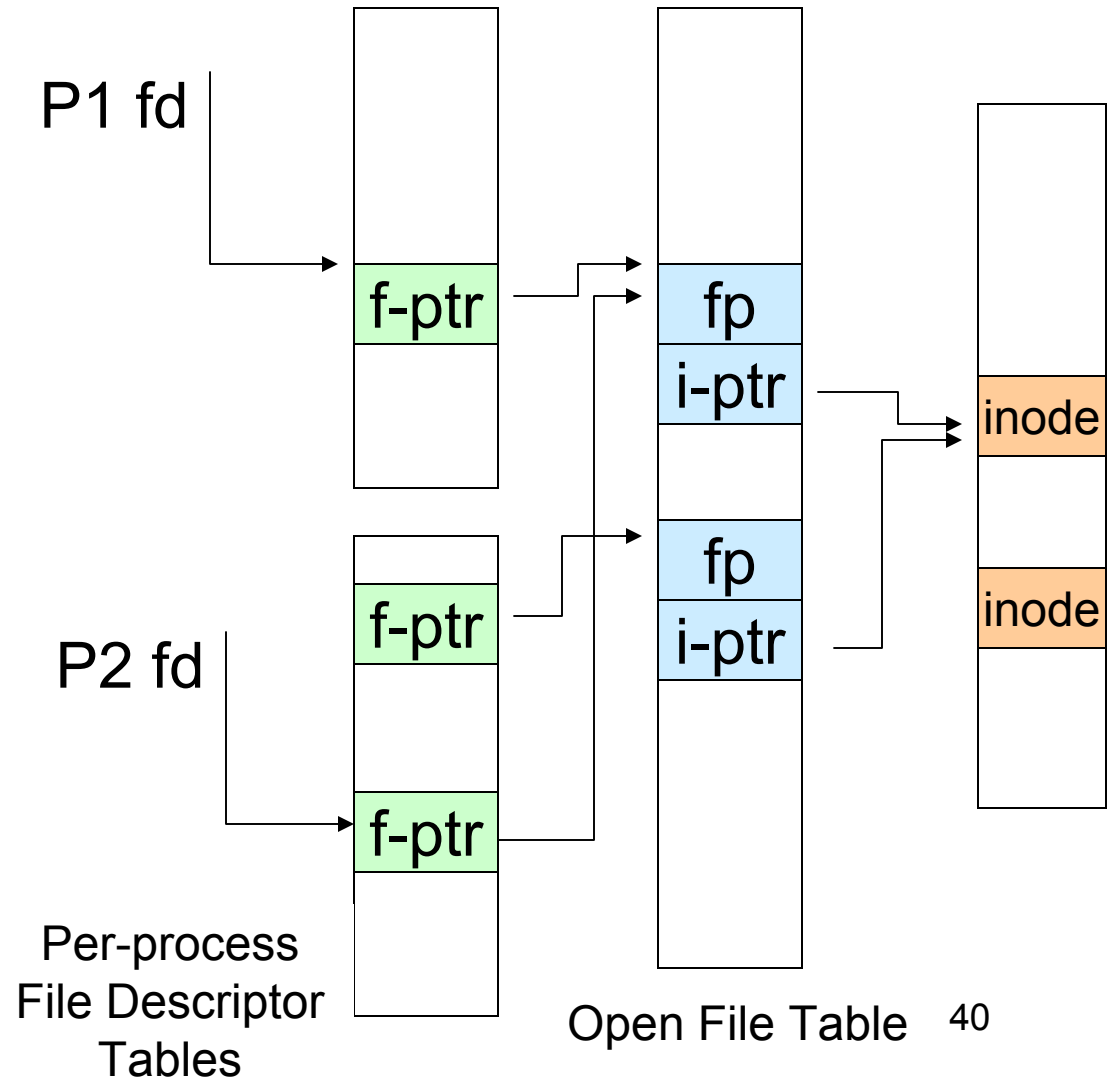 P1 fd
f-ptr
fp
i-ptr
inode
f-ptr
fp
i-ptr
inode
P2 fd
f-ptr
Per-process
File Descriptor
Tables
Open File Table
40